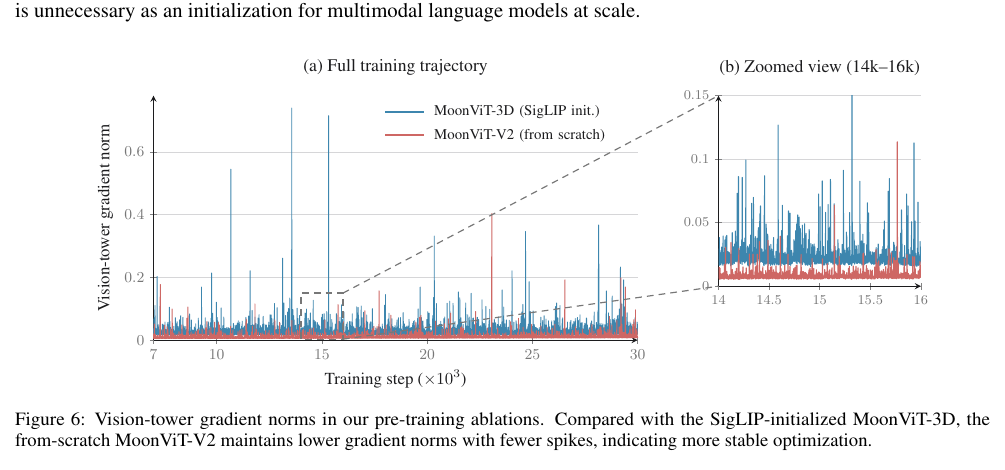 is unnecessary as an initialization for multimodal language models at scale.
(a) Full training trajectory
MoonViT-3D (SigLIP init.)
MoonViT-V2 (from scratch)
Vision-tower gradient norm
0.6
0.4
0.2
0
7
10
15
20
25
30
Training step (×10³)
(b) Zoomed view (14k–16k)
0.15
0.1
0.05
0
14
14.5
15
15.5
16
Figure 6: Vision-tower gradient norms in our pre-training ablations. Compared with the SigLIP-initialized MoonViT-3D, the
from-scratch MoonViT-V2 maintains lower gradient norms with fewer spikes, indicating more stable optimization.